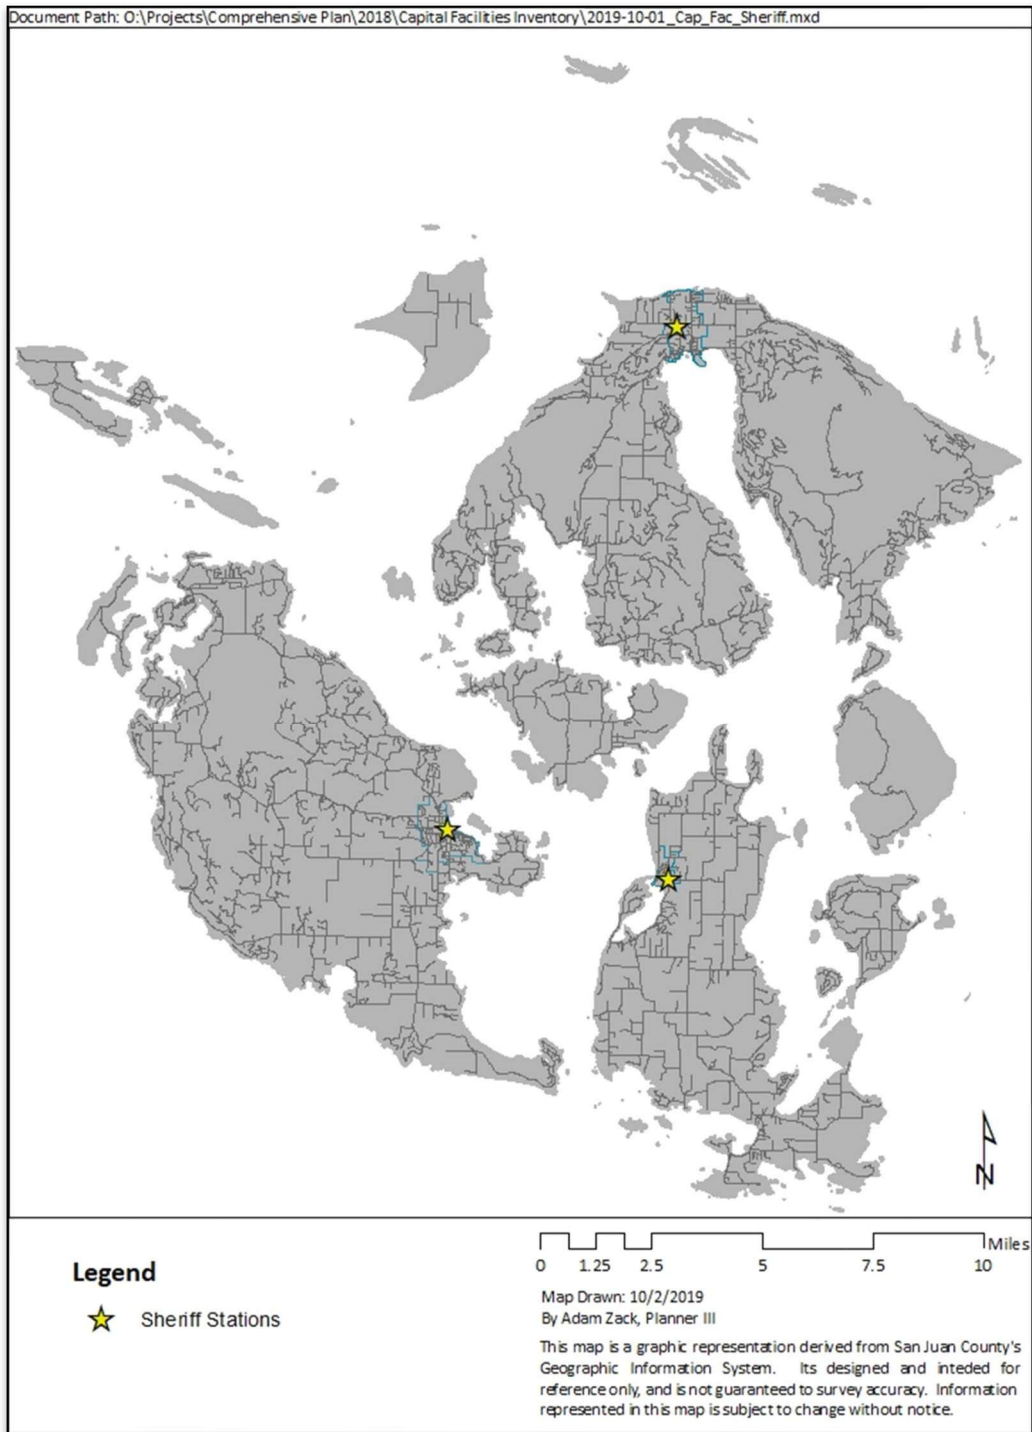 Document Path: O:\Projects\Comprehensive Plan\2018\Capital Facilities Inventory\2019-10-01_Cap_Fac_Sheriff.mxd
N
Legend
Sheriff Stations
Miles
0 1.25 2.5 5 7.5 10
Map Drawn: 10/2/2019
By Adam Zack, Planner III
This map is a graphic representation derived from San Juan County's
Geographic Information System. Its designed and inteded for
reference only, and is not guaranteed to survey accuracy. Information
represented in this map is subject to change without notice.